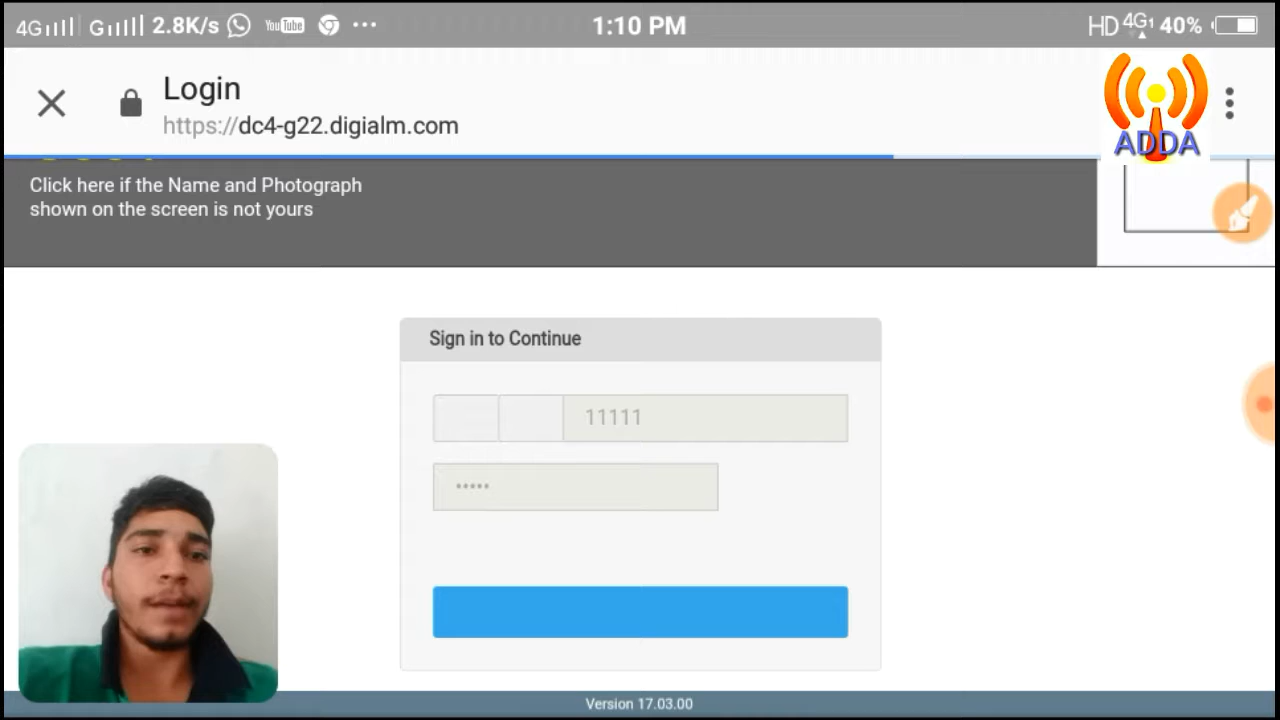 4G G 2.8K/s YouTube ••• 1:10 PM HD 4G1 40%
Login
https://dc4-g22.digialm.com
ADDA
Click here if the Name and Photograph
shown on the screen is not yours
Sign in to Continue
11111
•••••
Version 17.03.00